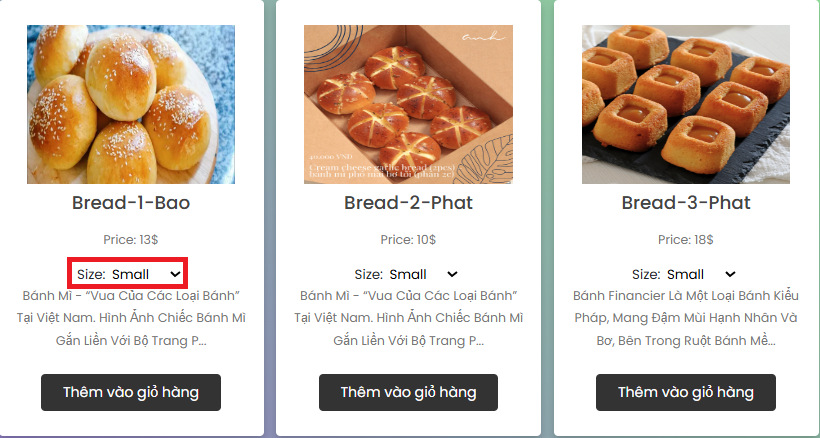 anh
40.000 VND
Cream cheese garlic bread (2pcs)
bánh mì phô mai bơ tỏi (phần 2c)
Bread-1-Bao
Price: 13$
Size: Small
Bánh Mì - “Vua Của Các Loại Bánh”
Tại Việt Nam. Hình Ảnh Chiếc Bánh Mì
Gắn Liền Với Bộ Trang P...
Thêm vào giỏ hàng
Bread-2-Phat
Price: 10$
Size: Small
Bánh Mì - “Vua Của Các Loại Bánh”
Tại Việt Nam. Hình Ảnh Chiếc Bánh Mì
Gắn Liền Với Bộ Trang P...
Thêm vào giỏ hàng
Bread-3-Phat
Price: 18$
Size: Small
Bánh Financier Là Một Loại Bánh Kiểu
Pháp, Mang Đậm Mùi Hạnh Nhân Và
Bơ, Bên Trong Ruột Bánh Mề...
Thêm vào giỏ hàng